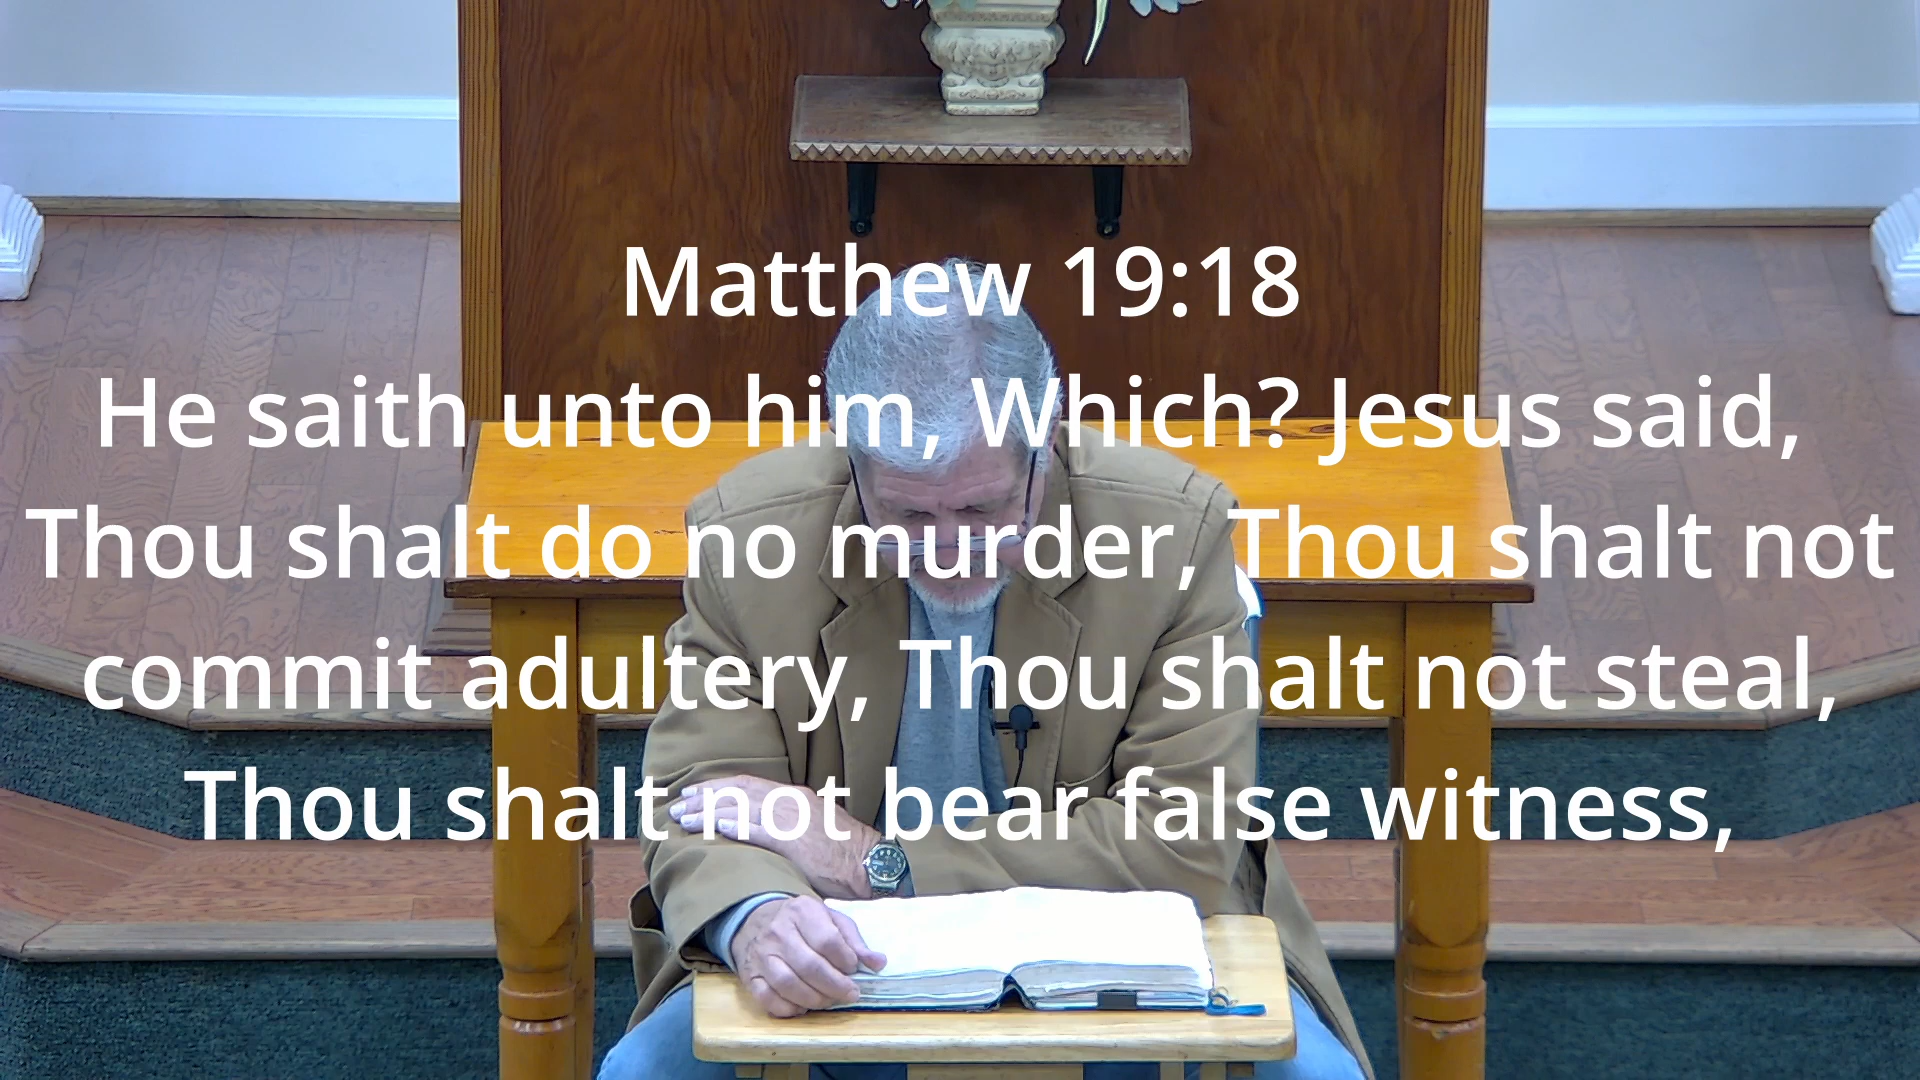 Matthew 19:18
He saith unto him, Which? Jesus said,
Thou shalt do no murder, Thou shalt not
commit adultery, Thou shalt not steal,
Thou shalt not bear false witness,